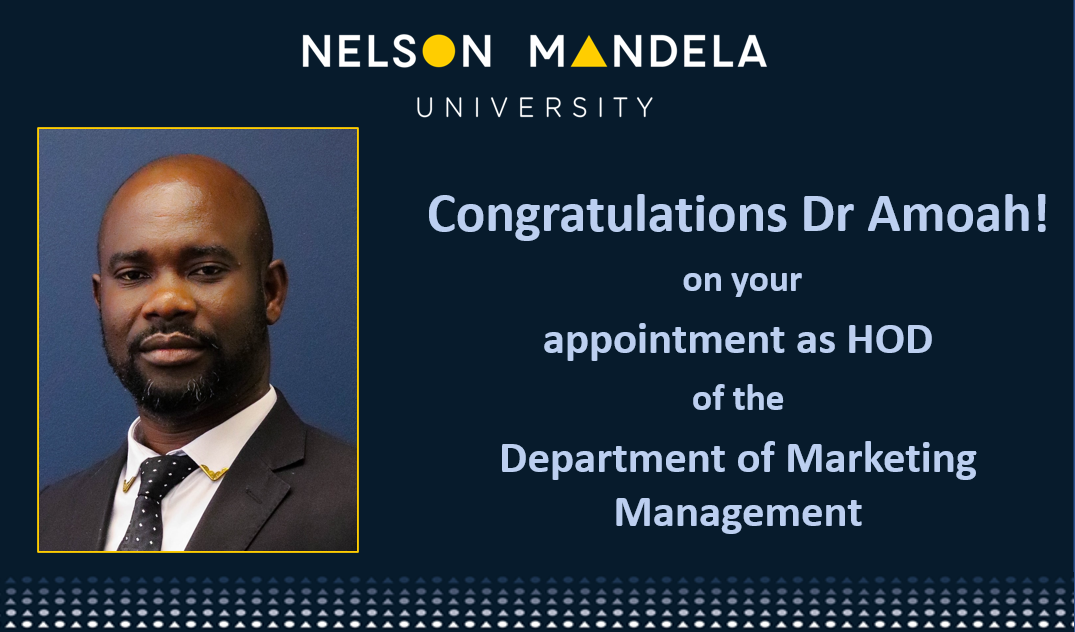 NELSON MANDELA
UNIVERSITY
Congratulations Dr Amoah!
on your
appointment as HOD
of the
Department of Marketing
Management